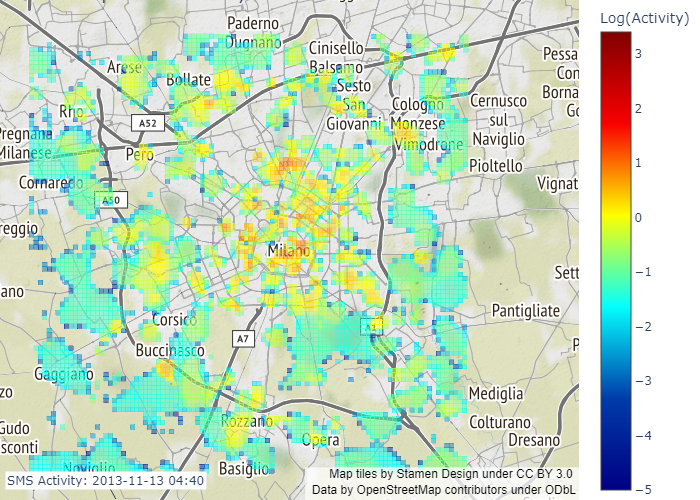 Log(Activity)
Paderno
Dugnano
Cinisello
Balsamo
Pessa
Arese
Con
Bollate
Sesto
Borna
San
Cologno
Cernusco
Go
Rho
Giovanni
Monzese
sul
A52
Naviglio
Pregnana
Vimodrone
Milanese
Pero
Pioltello
Cornaredo
Vignat
A50
reggio
Milano
Sett
ano
Pantigliate
Corsico
A1
A7
Buccinasco
Gaggiano
zo
Mediglia
Rozzano
Colturano
Gudo
Opera
Dresano
sconti
Noviglio
Basiglio
SMS Activity: 2013-11-13 04:40
Map tiles by Stamen Design under CC BY 3.0
Data by OpenStreetMap contributors under ODbL
3
2
1
0
−1
−2
−3
−4
−5